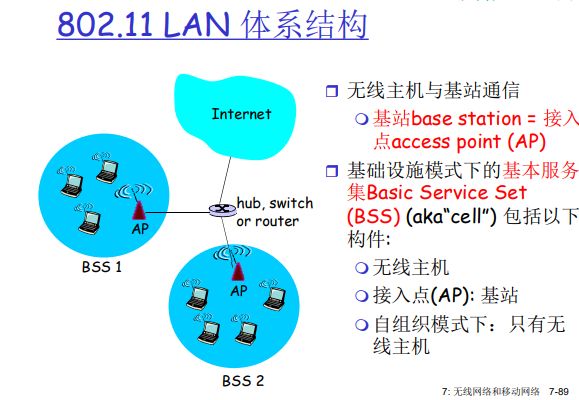 802.11 LAN 体系结构
Internet
hub, switch
or router
AP
BSS 1
AP
BSS 2
无线主机与基站通信
基站base station = 接入
点access point (AP)
基础设施模式下的基本服务
集Basic Service Set
(BSS) (aka“cell”) 包括以下
构件:
无线主机
接入点(AP): 基站
自组织模式下：只有无
线主机
7: 无线网络和移动网络 7-89